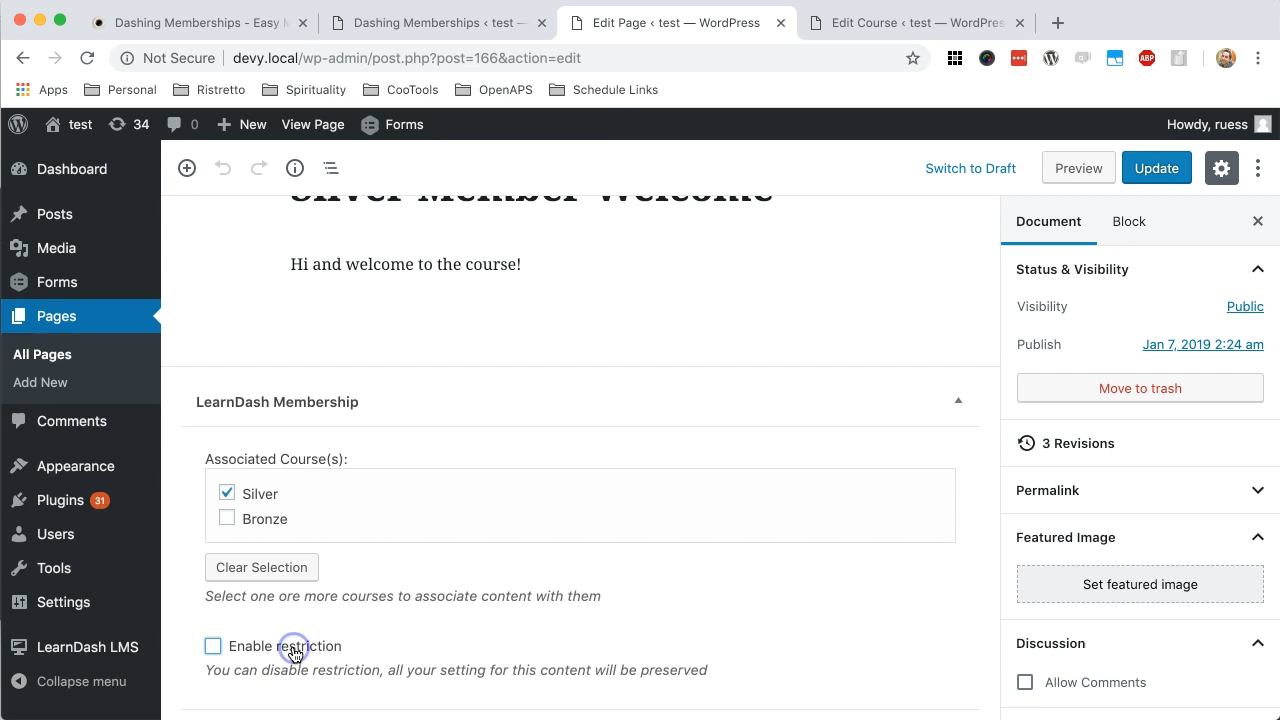 Dashing Memberships - Easy M
Dashing Memberships ‹ test —
Edit Page ‹ test — WordPress
Edit Course ‹ test — WordPres
Not Secure devy.local/wp-admin/post.php?post=166&action=edit
ABP
Apps Personal Ristretto Spirituality CooTools OpenAPS Schedule Links
test 34 0 New View Page Forms Howdy, ruess
Dashboard
Posts
Media
Forms
Pages
All Pages
Add New
Comments
Appearance
Plugins 31
Users
Tools
Settings
LearnDash LMS
Collapse menu
Switch to Draft Preview Update
Silver Member Welcome
Hi and welcome to the course!
LearnDash Membership
Associated Course(s):
Silver
Bronze
Clear Selection
Select one ore more courses to associate content with them
Enable restriction
You can disable restriction, all your setting for this content will be preserved
Document Block
Status & Visibility
Visibility Public
Publish Jan 7, 2019 2:24 am
Move to trash
3 Revisions
Permalink
Featured Image
Set featured image
Discussion
Allow Comments